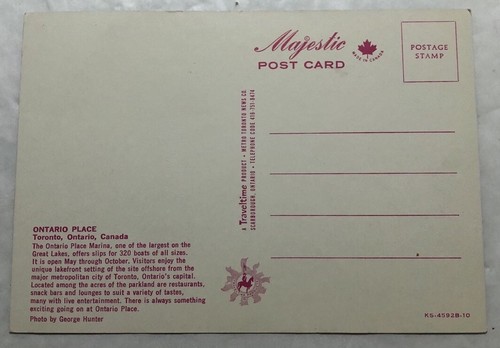 Majestic
POST CARD
MADE IN CANADA
POSTAGE
STAMP
A Traveltime PRODUCT - METRO TORONTO NEWS CO.
SCARBOROUGH, ONTARIO - TELEPHONE CODE 416-751-8474
ONTARIO PLACE
Toronto, Ontario, Canada
The Ontario Place Marina, one of the largest on the
Great Lakes, offers slips for 320 boats of all sizes.
It is open May through October. Visitors enjoy the
unique lakefront setting of the site offshore from the
major metropolitan city of Toronto, Ontario's capital.
Located among the acres of the parkland are restaurants,
snack bars and lounges to suit a variety of tastes,
many with live entertainment. There is always something
exciting going on at Ontario Place.
Photo by George Hunter
KS-4592B-10